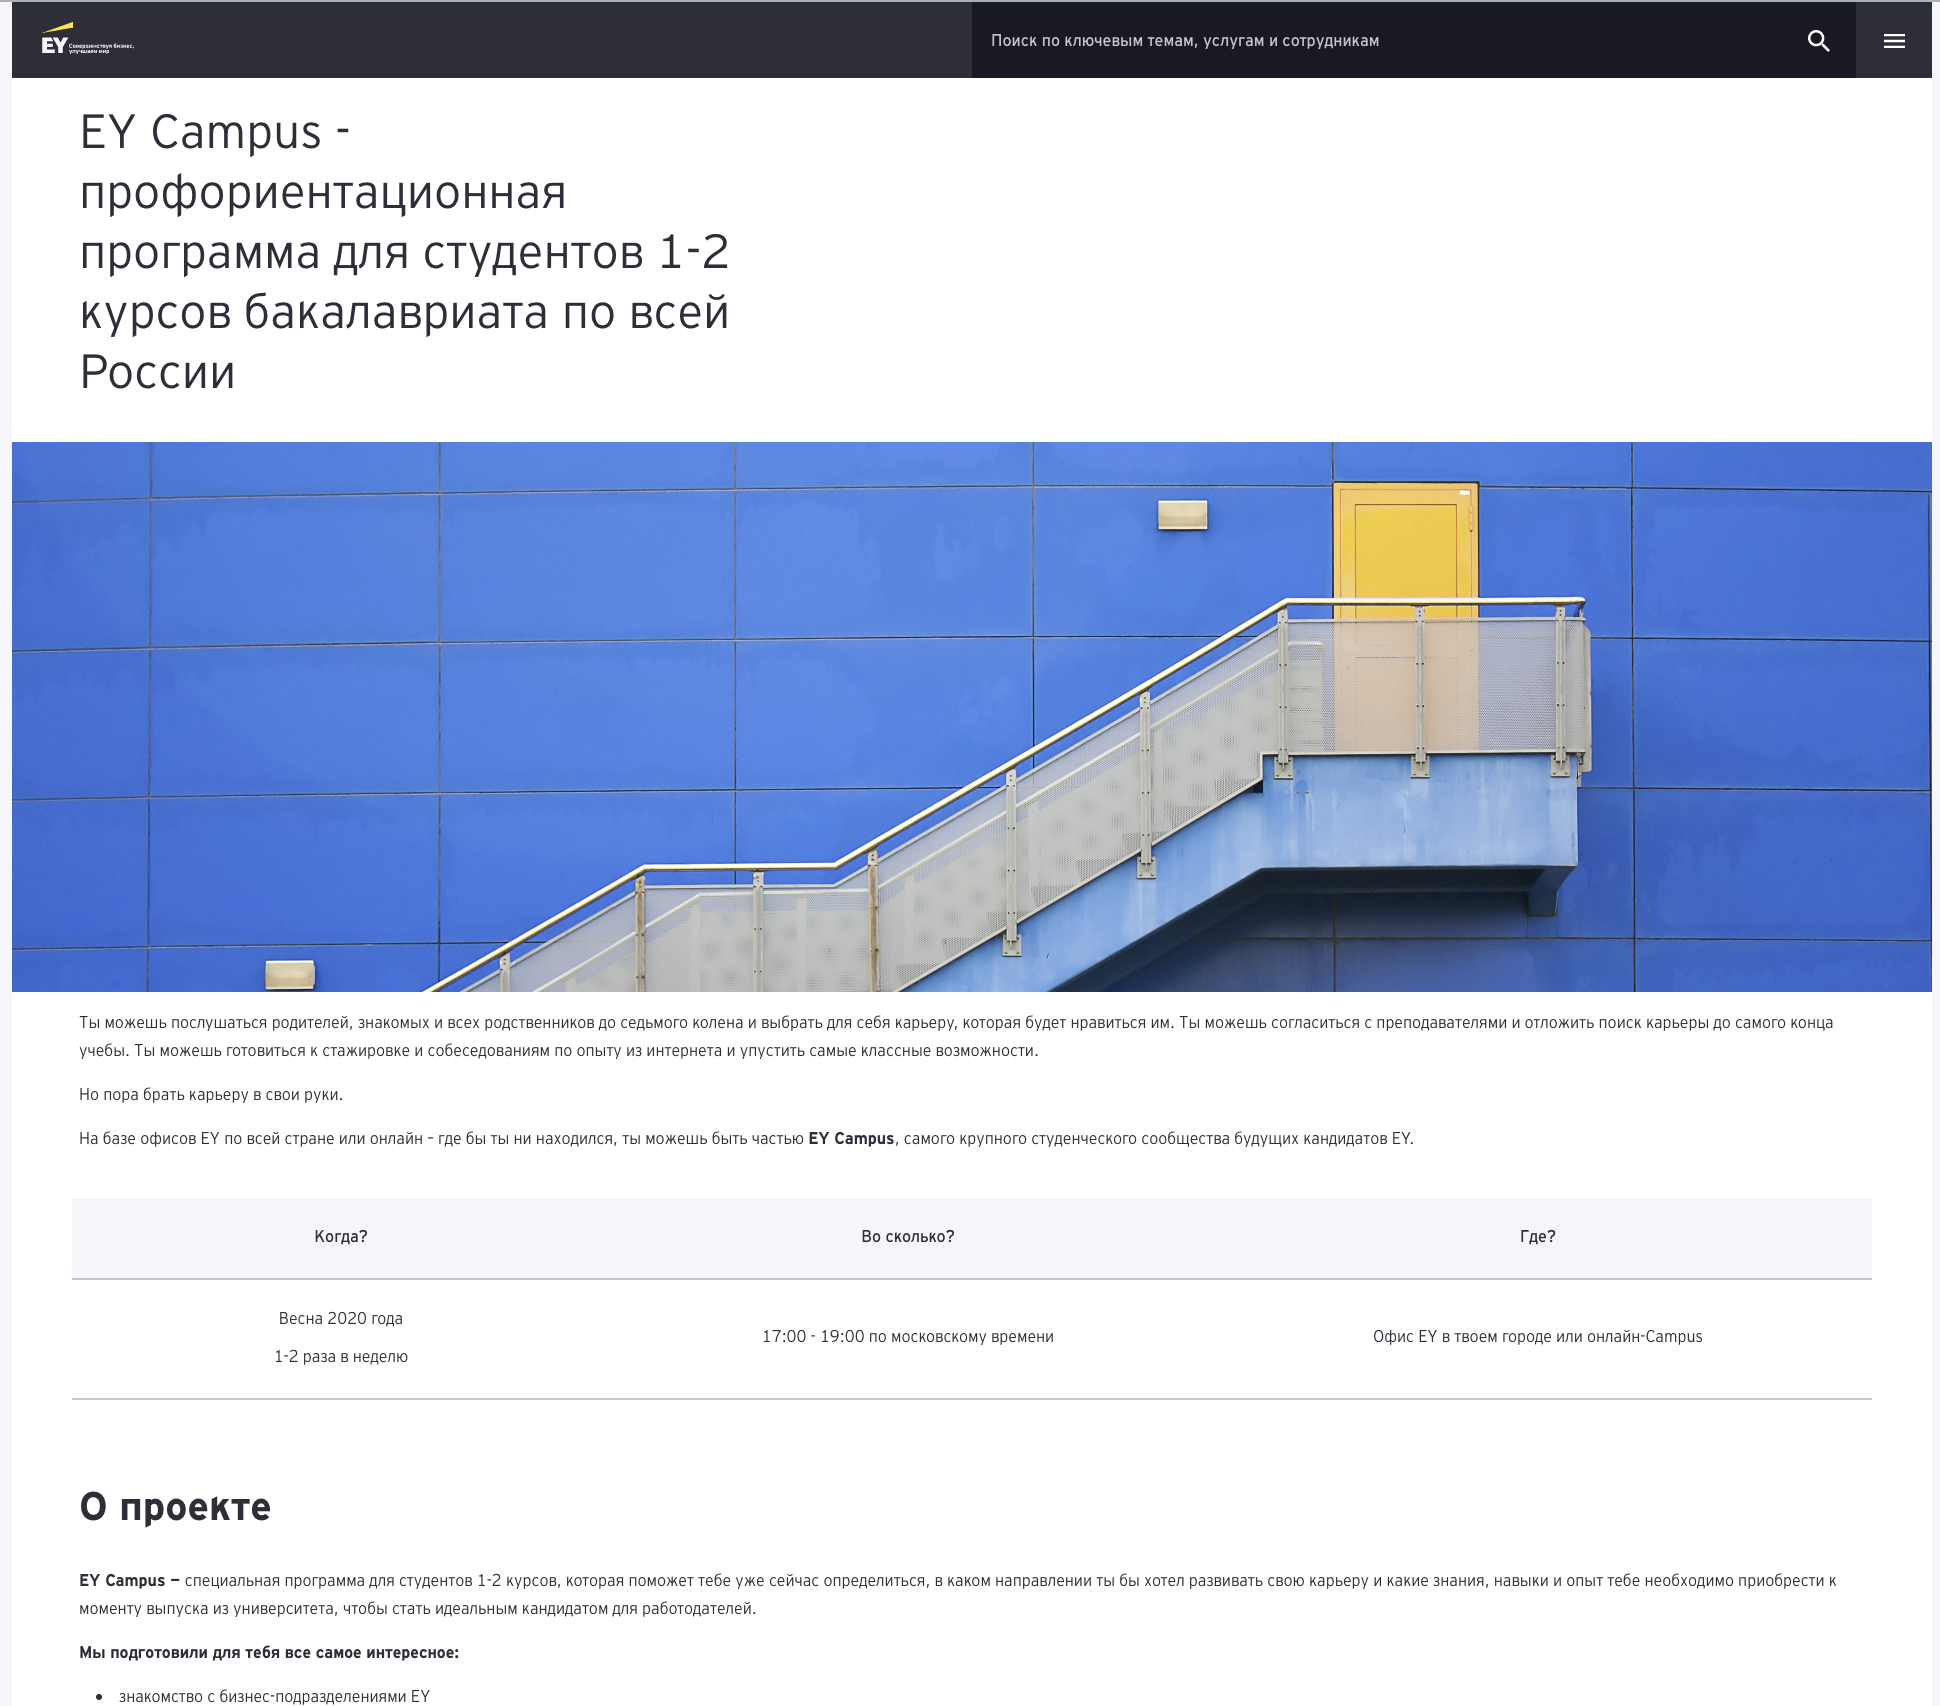 EY Совершенствуя бизнес,
улучшаем мир
Поиск по ключевым темам, услугам и сотрудникам
EY Campus -
профориентационная
программа для студентов 1-2
курсов бакалавриата по всей
России
Ты можешь послушаться родителей, знакомых и всех родственников до седьмого колена и выбрать для себя карьеру, которая будет нравиться им. Ты можешь согласиться с преподавателями и отложить поиск карьеры до самого конца
учебы. Ты можешь готовиться к стажировке и собеседованиям по опыту из интернета и упустить самые классные возможности.
Но пора брать карьеру в свои руки.
На базе офисов EY по всей стране или онлайн – где бы ты ни находился, ты можешь быть частью EY Campus, самого крупного студенческого сообщества будущих кандидатов EY.
Когда? Во сколько? Где?
Весна 2020 года
1-2 раза в неделю
17:00 - 19:00 по московскому времени
Офис EY в твоем городе или онлайн-Campus
О проекте
EY Campus – специальная программа для студентов 1-2 курсов, которая поможет тебе уже сейчас определиться, в каком направлении ты бы хотел развивать свою карьеру и какие знания, навыки и опыт тебе необходимо приобрести к
моменту выпуска из университета, чтобы стать идеальным кандидатом для работодателей.
Мы подготовили для тебя все самое интересное:
• знакомство с бизнес-подразделениями EY